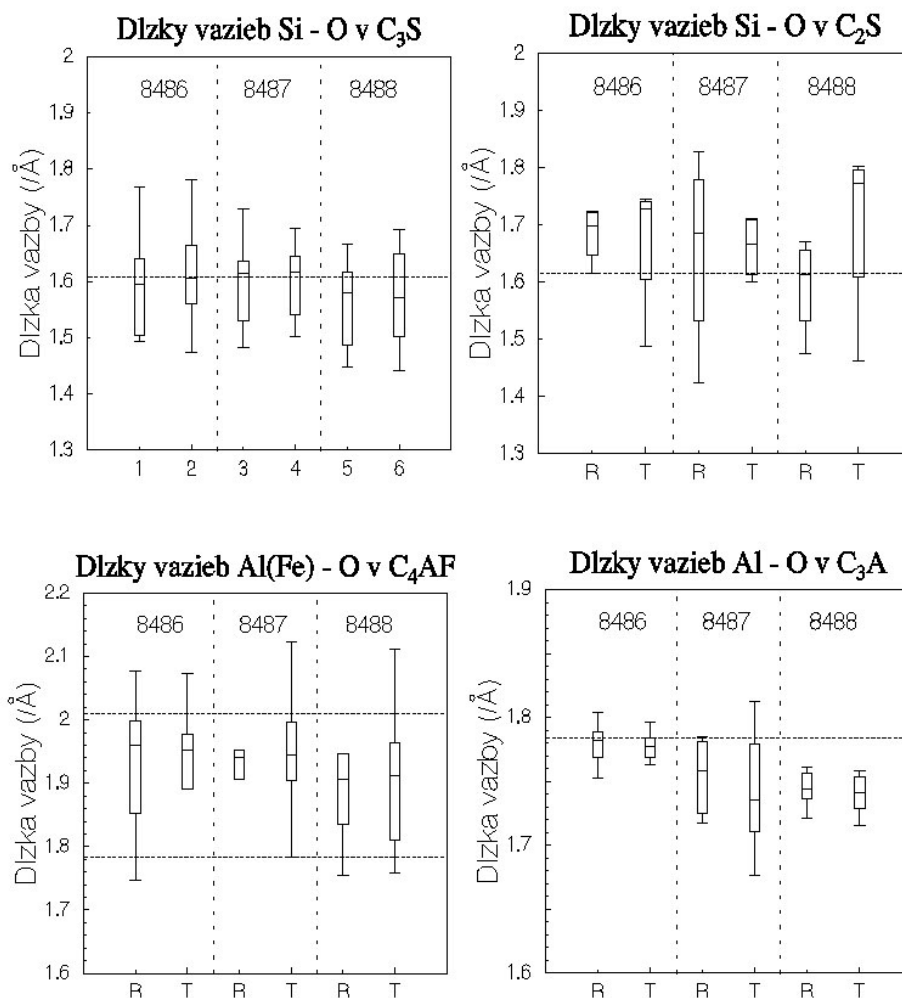 Dlzky vazieb Si - O v C₃S
2
1.9
1.8
1.7
1.6
1.5
1.4
1.3
Dlzka vazby (/Å)
8486 8487 8488
1 2 3 4 5 6
Dlzky vazieb Si - O v C₂S
2
1.9
1.8
1.7
1.6
1.5
1.4
1.3
Dlzka vazby (/Å)
8486 8487 8488
R T R T R T
Dlzky vazieb Al(Fe) - O v C₄AF
2.2
2.1
2
1.9
1.8
1.7
1.6
Dlzka vazby (/Å)
8486 8487 8488
R T R T R T
Dlzky vazieb Al - O v C₃A
1.9
1.8
1.7
1.6
Dlzka vazby (/Å)
8486 8487 8488
R T R T R T